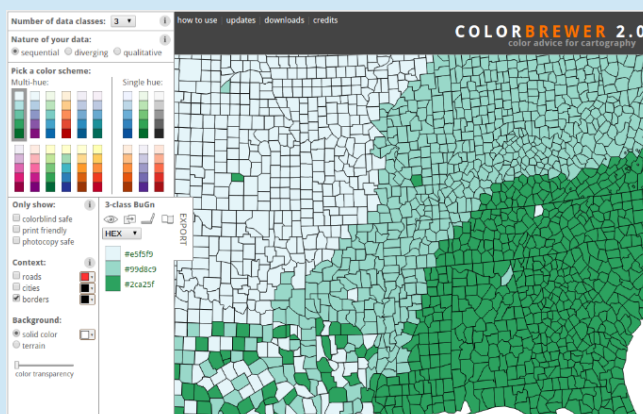 Number of data classes: 3
how to use | updates | downloads | credits
COLORBREWER 2.0
color advice for cartography
Nature of your data:
sequential diverging qualitative
Pick a color scheme:
Multi-hue: Single hue:
Only show:
colorblind safe
print friendly
photocopy safe
Context:
roads
cities
borders
Background:
solid color
terrain
color transparency
3-class BuGn
EXPORT
HEX
#e5f5f9
#99d8c9
#2ca25f